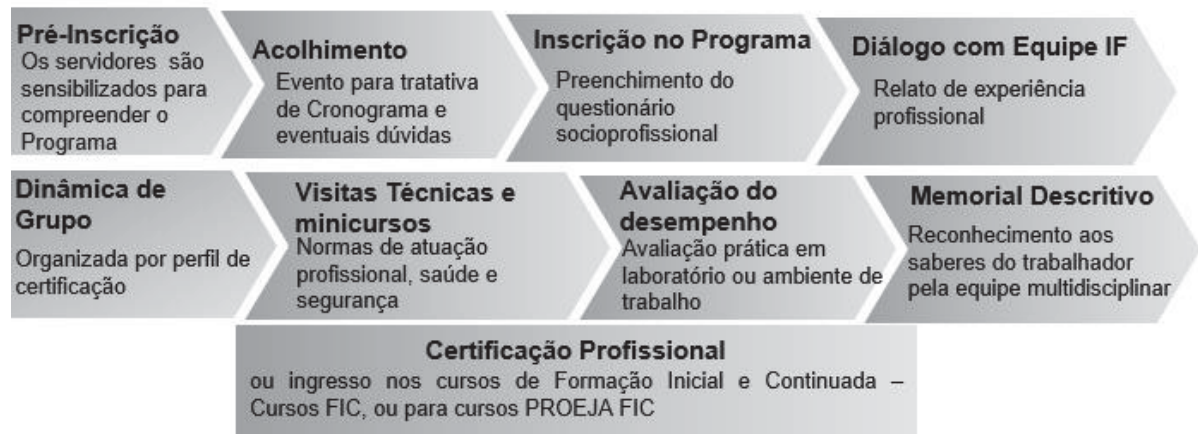 Pré-Inscrição
Os servidores são
sensibilizados para
compreender o
Programa
Acolhimento
Evento para tratativa
de Cronograma e
eventuais dúvidas
Inscrição no Programa
Preenchimento do
questionário
socioprofissional
Diálogo com Equipe IF
Relato de experiência
profissional
Dinâmica de
Grupo
Organizada por perfil de
certificação
Visitas Técnicas e
minicursos
Normas de atuação
profissional, saúde e
segurança
Avaliação do
desempenho
Avaliação prática em
laboratório ou ambiente de
trabalho
Memorial Descritivo
Reconhecimento aos
saberes do trabalhador
pela equipe multidisciplinar
Certificação Profissional
ou ingresso nos cursos de Formação Inicial e Continuada –
Cursos FIC, ou para cursos PROEJA FIC